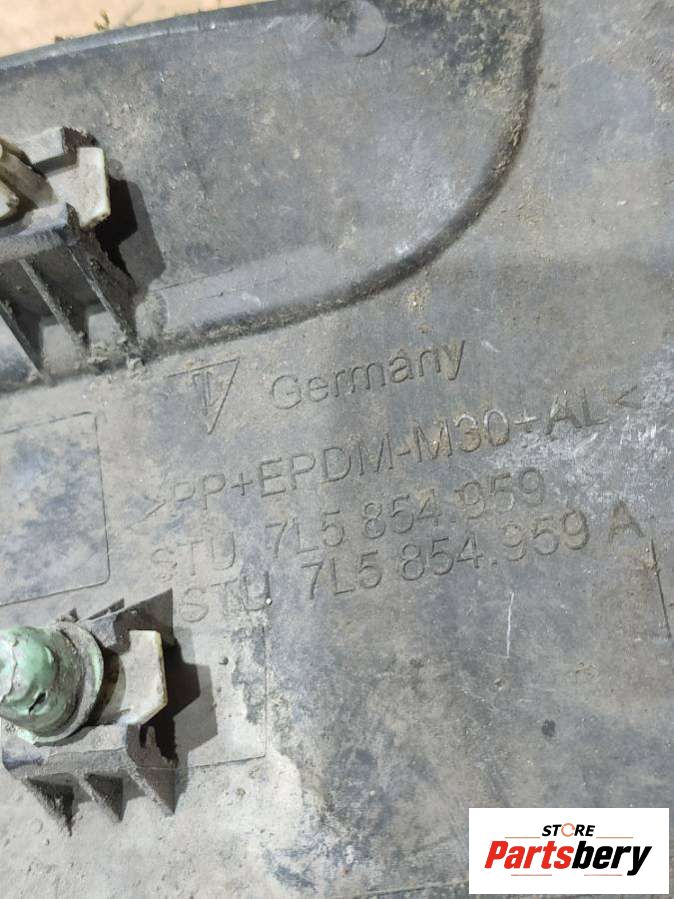 Germany
>PP+EPDM-M30+AL<
STU 7L5 854.959
STU 7L5 854.959 A
STORE
Partsbery